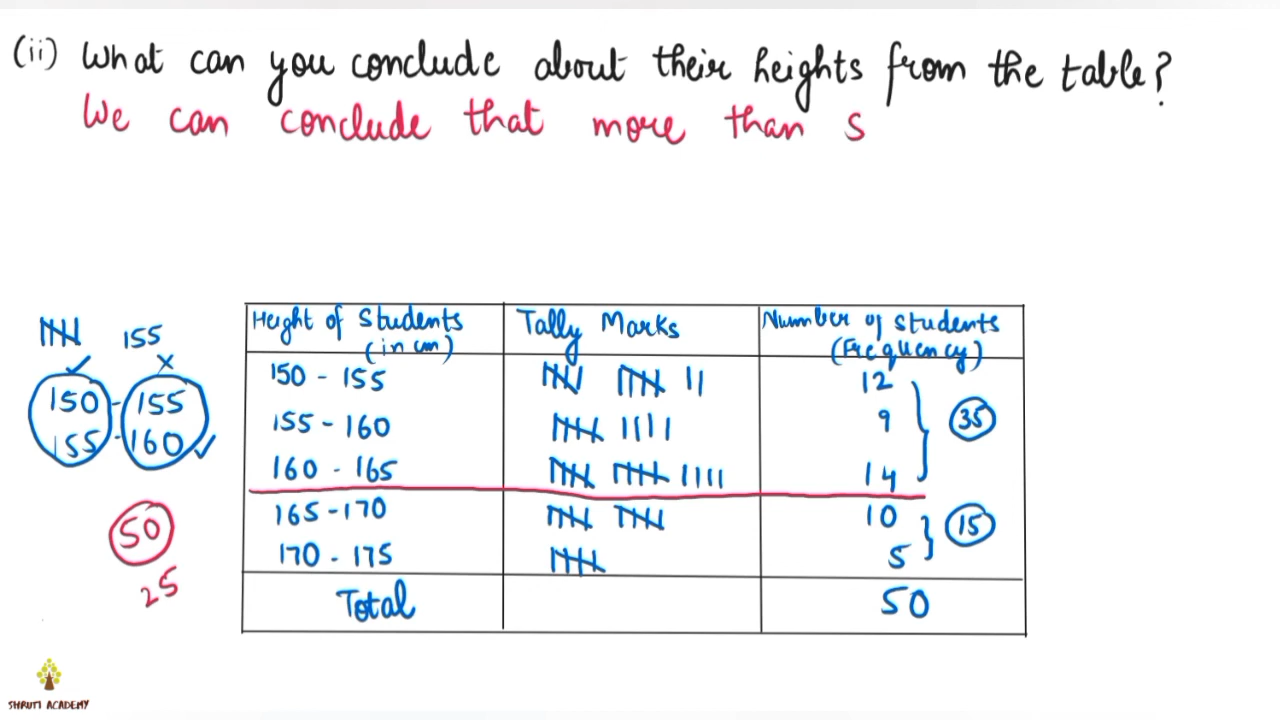 (ii) What can you conclude about their heights from the table?
We can conclude that more than s
Height of Students (in cm) Tally Marks Number of students (Frequency)
150 - 155 12
155 - 160 9
160 - 165 14
35
165 - 170 10
170 - 175 5
15
Total 50
155
150 - 155
155 - 160
50
25
SHRUTI ACADEMY